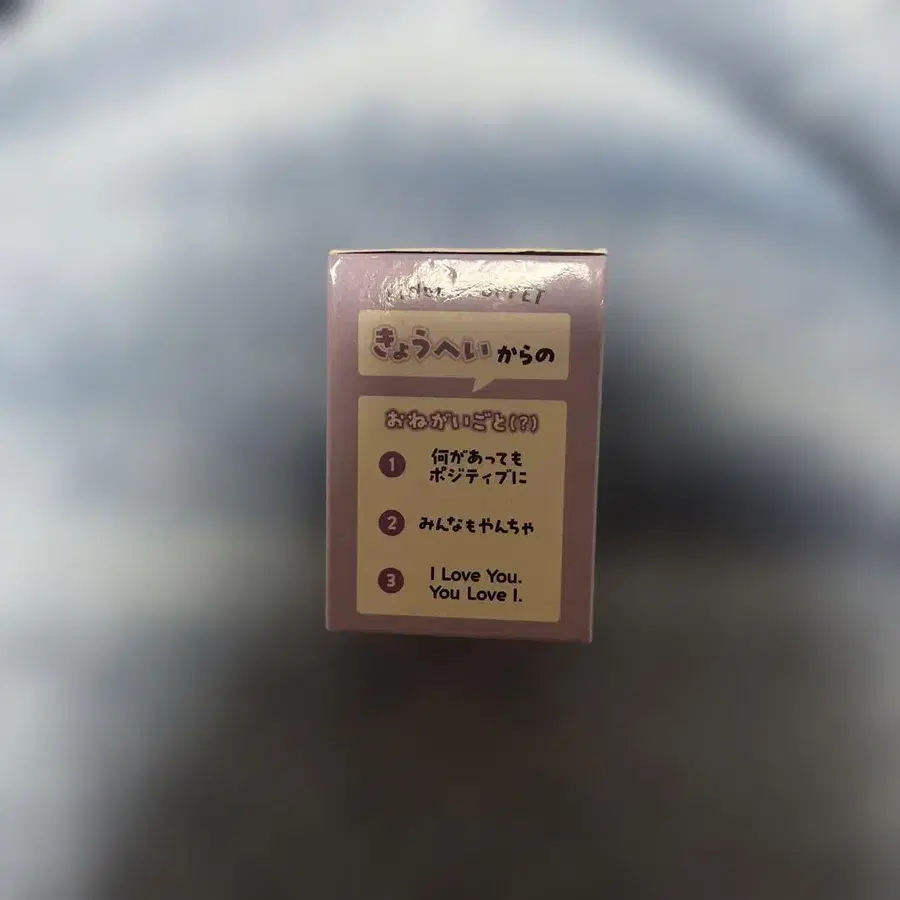 きょうへいからの
おねがいごと(?)
1 何があっても
ポジティブに
2 みんなもやんちゃ
3 I Love You.
You Love I.